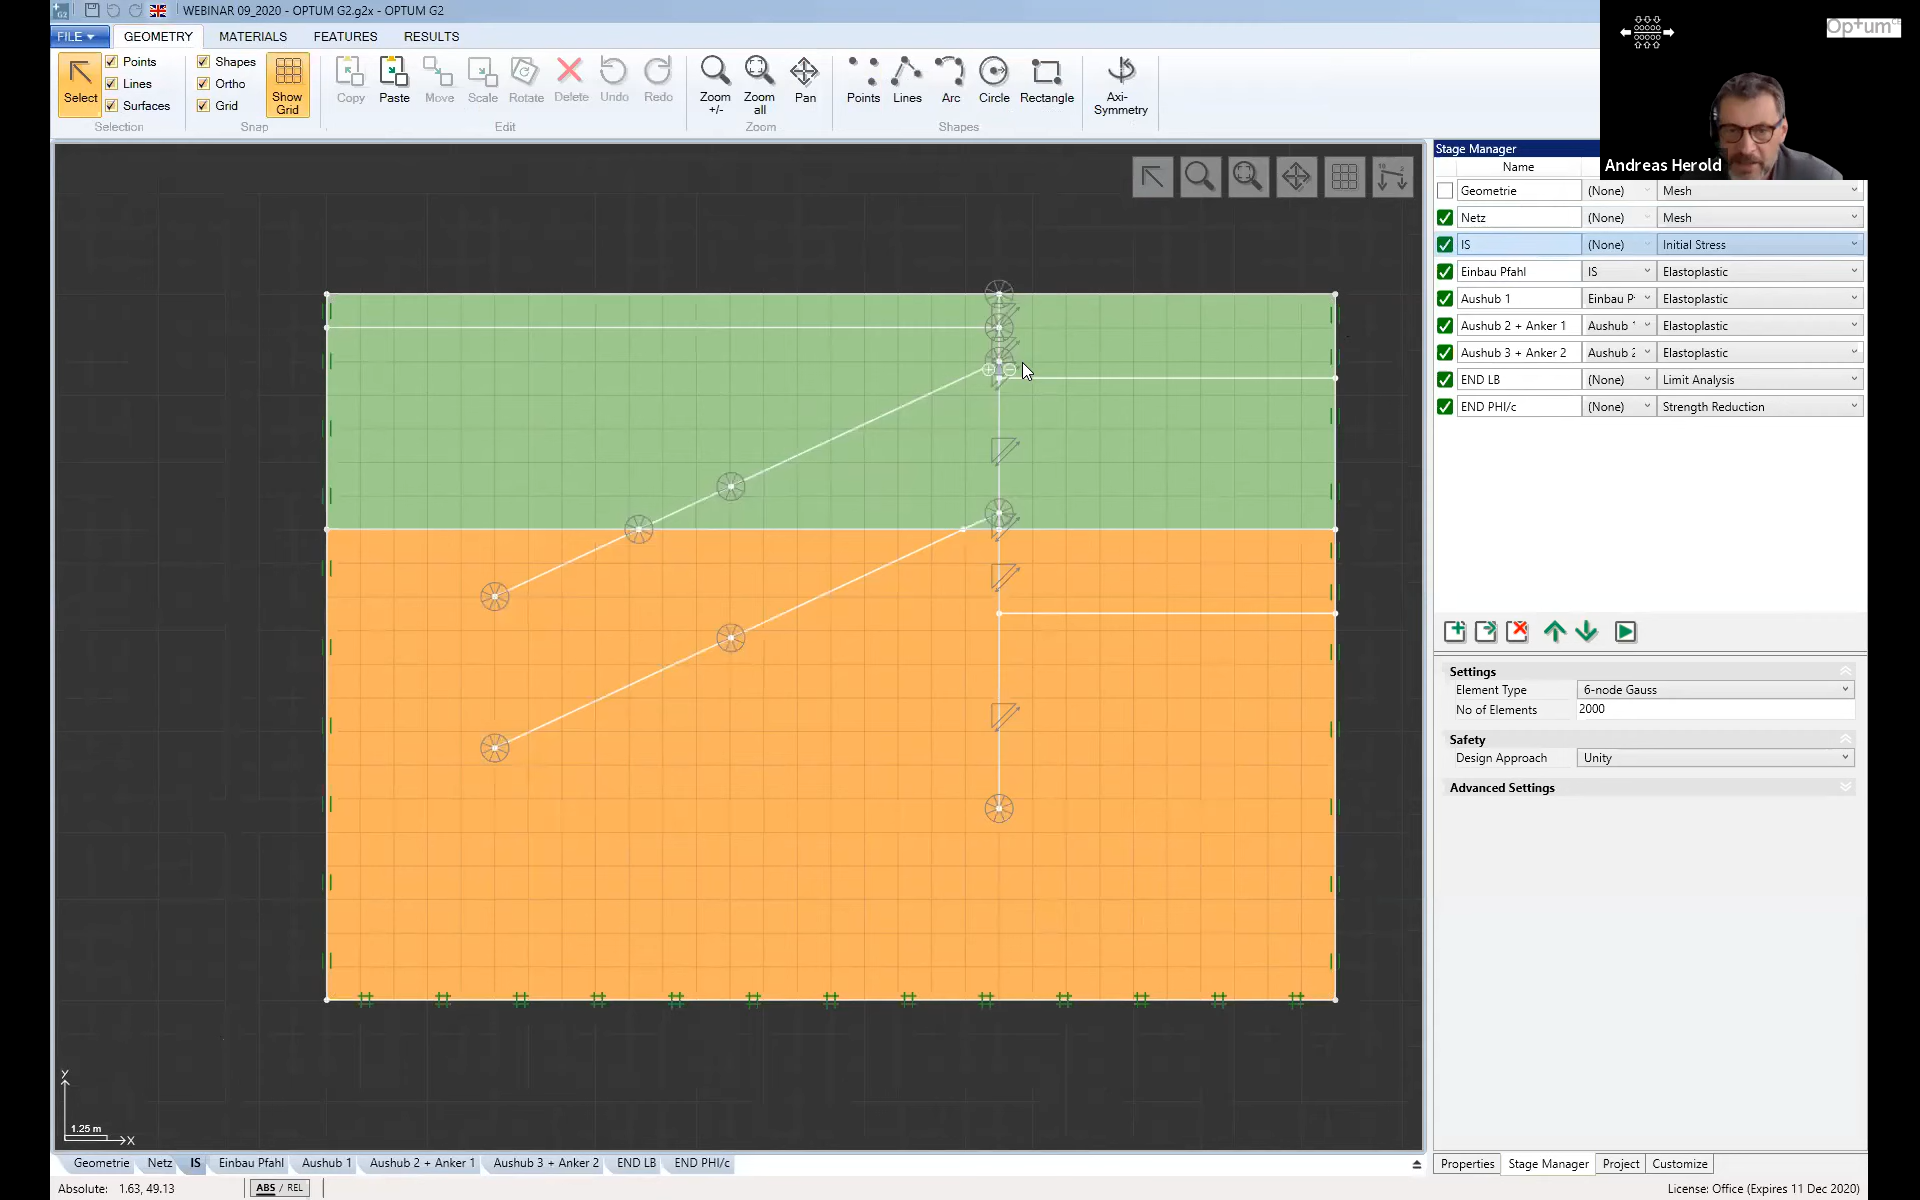 WEBINAR 09_2020 - OPTUM G2.g2x - OPTUM G2
FILE GEOMETRY MATERIALS FEATURES RESULTS
Select
Points
Lines
Surfaces
Selection
Shapes
Ortho
Grid
Show Grid
Snap
Copy Paste Move Scale Rotate Delete Undo Redo
Edit
Zoom +/- Zoom all Pan
Zoom
Points Lines Arc Circle Rectangle
Shapes
Axi-Symmetry
Andreas Herold
Optum
Stage Manager
Name
Geometrie (None) Mesh
Netz (None) Mesh
IS (None) Initial Stress
Einbau Pfahl IS Elastoplastic
Aushub 1 Einbau P Elastoplastic
Aushub 2 + Anker 1 Aushub Elastoplastic
Aushub 3 + Anker 2 Aushub 2 Elastoplastic
END LB (None) Limit Analysis
END PHI/c (None) Strength Reduction
Settings
Element Type 6-node Gauss
No of Elements 2000
Safety
Design Approach Unity
Advanced Settings
Y
1.25 m
X
Geometrie Netz IS Einbau Pfahl Aushub 1 Aushub 2 + Anker 1 Aushub 3 + Anker 2 END LB END PHI/c
Properties Stage Manager Project Customize
Absolute: 1.63, 49.13 ABS / REL
License: Office (Expires 11 Dec 2020)